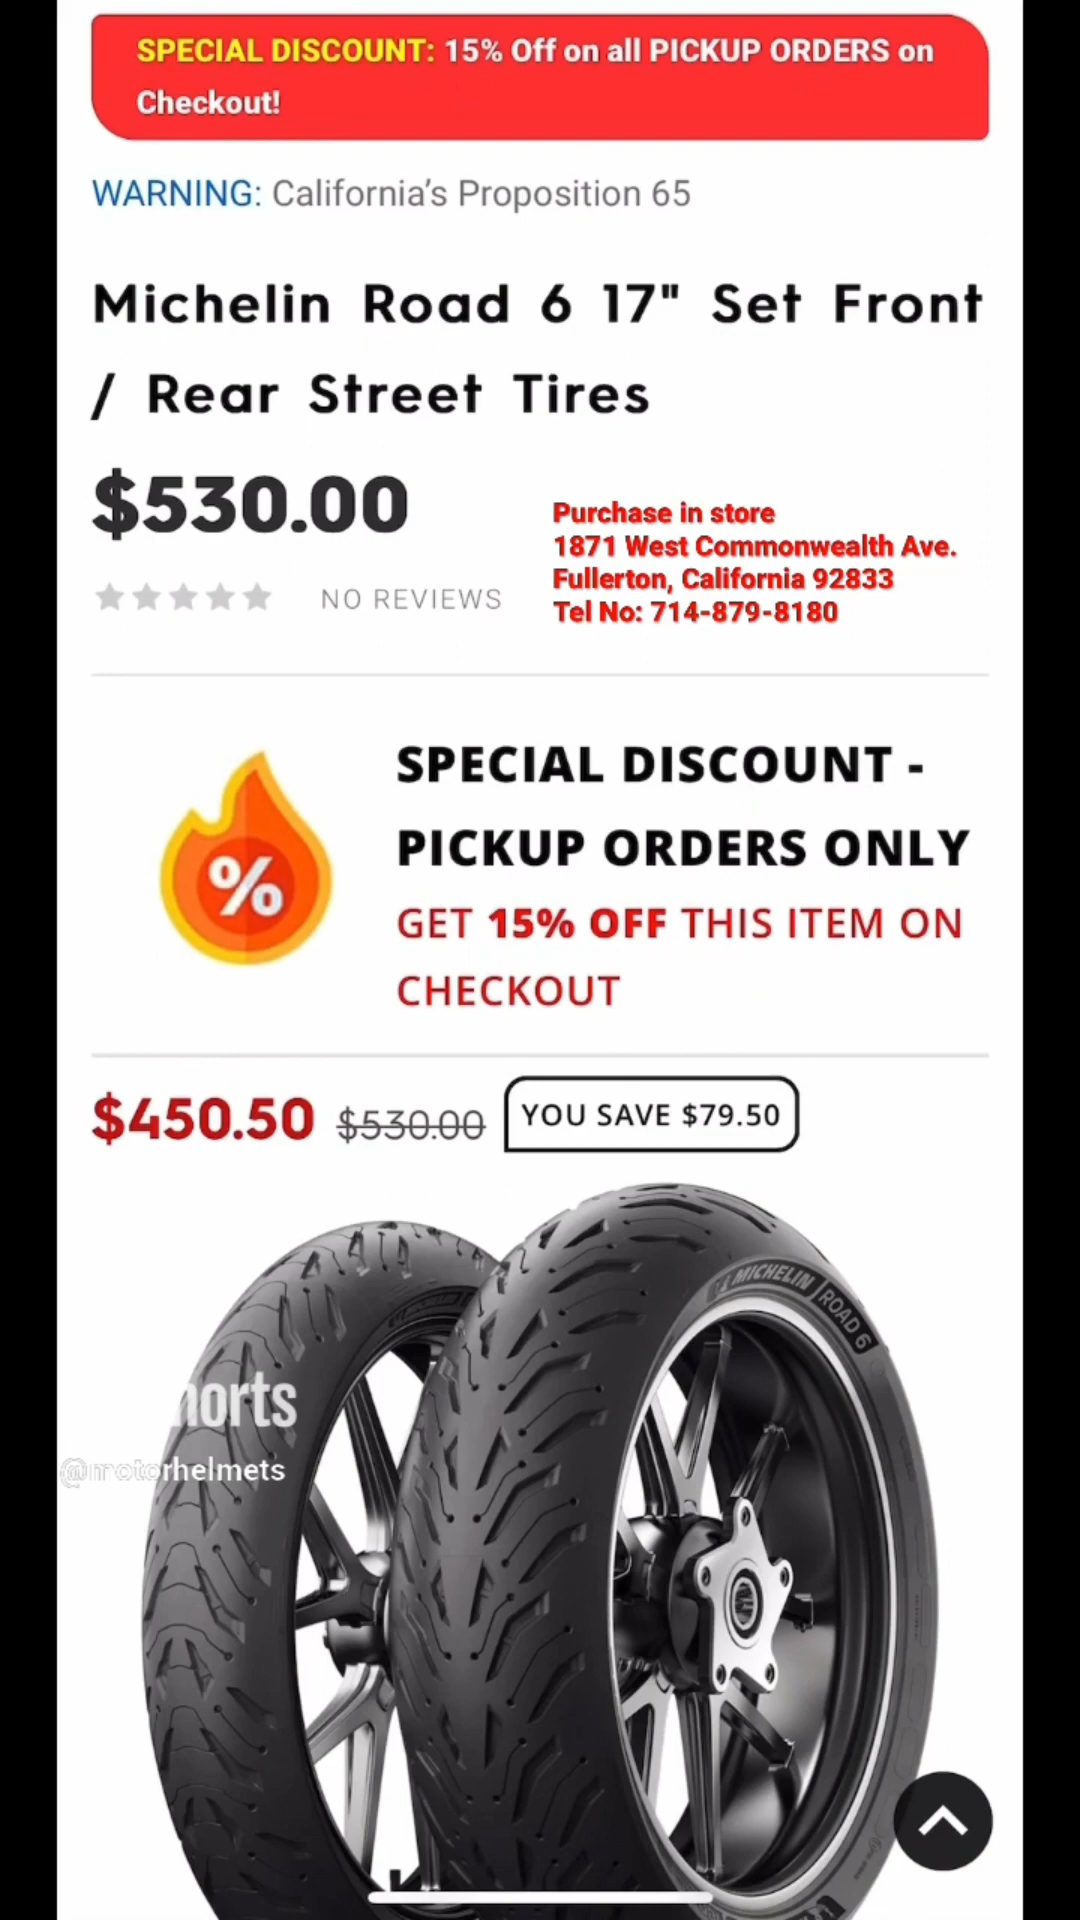 SPECIAL DISCOUNT: 15% Off on all PICKUP ORDERS on
Checkout!
WARNING: California's Proposition 65
Michelin Road 6 17" Set Front
/ Rear Street Tires
$530.00
NO REVIEWS
Purchase in store
1871 West Commonwealth Ave.
Fullerton, California 92833
Tel No: 714-879-8180
%
SPECIAL DISCOUNT -
PICKUP ORDERS ONLY
GET 15% OFF THIS ITEM ON
CHECKOUT
$450.50 $530.00 YOU SAVE $79.50
MICHELIN ROAD 6
@motorhelmets